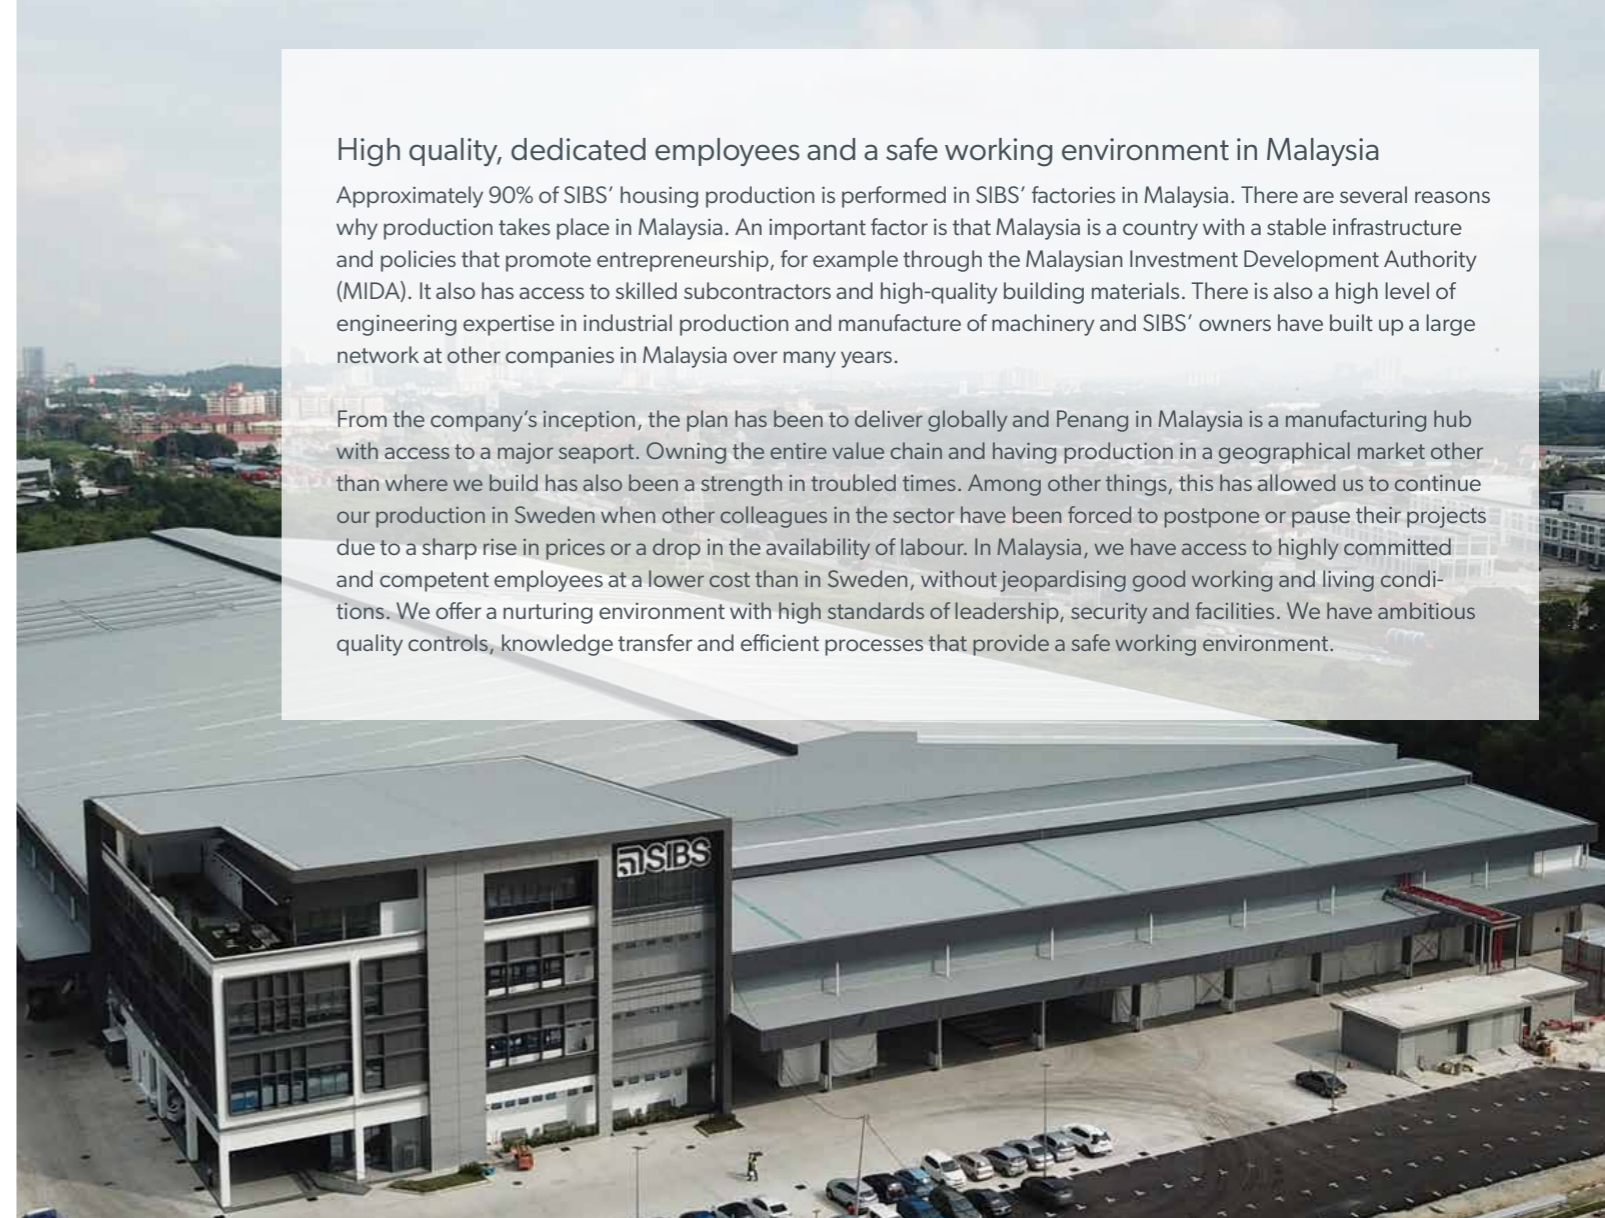 High quality, dedicated employees and a safe working environment in Malaysia
Approximately 90% of SIBS’ housing production is performed in SIBS’ factories in Malaysia. There are several reasons
why production takes place in Malaysia. An important factor is that Malaysia is a country with a stable infrastructure
and policies that promote entrepreneurship, for example through the Malaysian Investment Development Authority
(MIDA). It also has access to skilled subcontractors and high-quality building materials. There is also a high level of
engineering expertise in industrial production and manufacture of machinery and SIBS’ owners have built up a large
network at other companies in Malaysia over many years.
From the company’s inception, the plan has been to deliver globally and Penang in Malaysia is a manufacturing hub
with access to a major seaport. Owning the entire value chain and having production in a geographical market other
than where we build has also been a strength in troubled times. Among other things, this has allowed us to continue
our production in Sweden when other colleagues in the sector have been forced to postpone or pause their projects
due to a sharp rise in prices or a drop in the availability of labour. In Malaysia, we have access to highly committed
and competent employees at a lower cost than in Sweden, without jeopardising good working and living condi-
tions. We offer a nurturing environment with high standards of leadership, security and facilities. We have ambitious
quality controls, knowledge transfer and efficient processes that provide a safe working environment.
SIBS